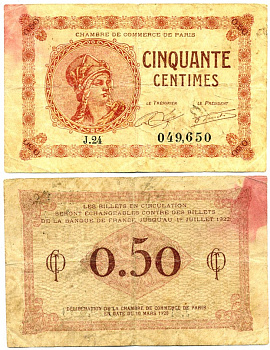 CHAMBRE DE COMMERCE DE PARIS
CINQUANTE
CENTIMES
LE TRÉSORIER LE PRÉSIDENT
J.24 049,650
LES BILLETS EN CIRCULATION
SERONT ÉCHANGEABLES CONTRE DES BILLETS
DE LA BANQUE DE FRANCE JUSQU'AU 1ER JUILLET 1922
0.50
DÉLIBÉRATION DE LA CHAMBRE DE COMMERCE DE PARIS
EN DATE DU 10 MARS 1920